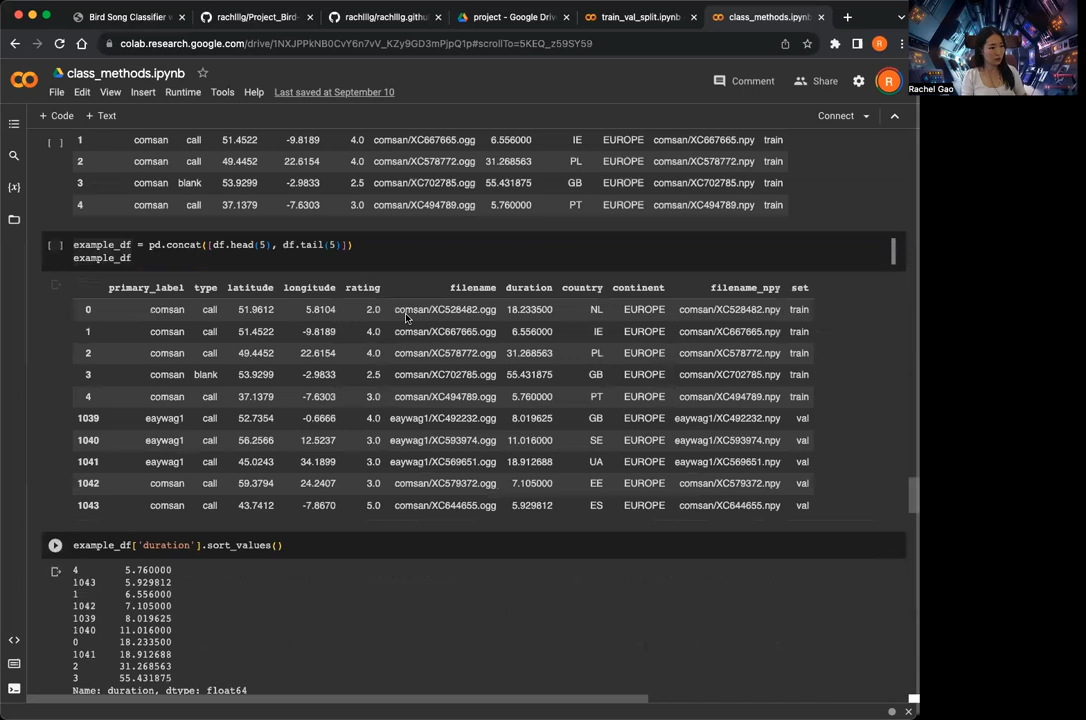 Bird Song Classifier w
rachlllg/Project_Bird-
rachlllg/rachlllg.github
project - Google Driv
train_val_split.ipynb
class_methods.ipynb
colab.research.google.com/drive/1NXJPPkNB0CvY6n7vV_KZy9GD3mPjpQ1p#scrollTo=5KEQ_z59SY59
R
Rachel Gao
class_methods.ipynb
Comment
Share
R
File Edit View Insert Runtime Tools Help Last saved at September 10
+ Code + Text
Connect
[ ] 1 comsan call 51.4522 -9.8189 4.0 comsan/XC667665.ogg 6.556000 IE EUROPE comsan/XC667665.npy train
2 comsan call 49.4452 22.6154 4.0 comsan/XC578772.ogg 31.268563 PL EUROPE comsan/XC578772.npy train
3 comsan blank 53.9299 -2.9833 2.5 comsan/XC702785.ogg 55.431875 GB EUROPE comsan/XC702785.npy train
4 comsan call 37.1379 -7.6303 3.0 comsan/XC494789.ogg 5.760000 PT EUROPE comsan/XC494789.npy train
[ ] example_df = pd.concat([df.head(5), df.tail(5)])
example_df
primary_label type latitude longitude rating filename duration country continent filename_npy set
0 comsan call 51.9612 5.8104 2.0 comsan/XC528482.ogg 18.233500 NL EUROPE comsan/XC528482.npy train
1 comsan call 51.4522 -9.8189 4.0 comsan/XC667665.ogg 6.556000 IE EUROPE comsan/XC667665.npy train
2 comsan call 49.4452 22.6154 4.0 comsan/XC578772.ogg 31.268563 PL EUROPE comsan/XC578772.npy train
3 comsan blank 53.9299 -2.9833 2.5 comsan/XC702785.ogg 55.431875 GB EUROPE comsan/XC702785.npy train
4 comsan call 37.1379 -7.6303 3.0 comsan/XC494789.ogg 5.760000 PT EUROPE comsan/XC494789.npy train
1039 eaywag1 call 52.7354 -0.6666 4.0 eaywag1/XC492232.ogg 8.019625 GB EUROPE eaywag1/XC492232.npy val
1040 eaywag1 call 56.2566 12.5237 3.0 eaywag1/XC593974.ogg 11.016000 SE EUROPE eaywag1/XC593974.npy val
1041 eaywag1 call 45.0243 34.1899 3.0 eaywag1/XC569651.ogg 18.912688 UA EUROPE eaywag1/XC569651.npy val
1042 comsan call 59.3794 24.2407 3.0 comsan/XC579372.ogg 7.105000 EE EUROPE comsan/XC579372.npy val
1043 comsan call 43.7412 -7.8670 5.0 comsan/XC644655.ogg 5.929812 ES EUROPE comsan/XC644655.npy val
example_df['duration'].sort_values()
4 5.760000
1043 5.929812
1 6.556000
1042 7.105000
1039 8.019625
1040 11.016000
0 18.233500
1041 18.912688
2 31.268563
3 55.431875
Name: duration, dtype: float64